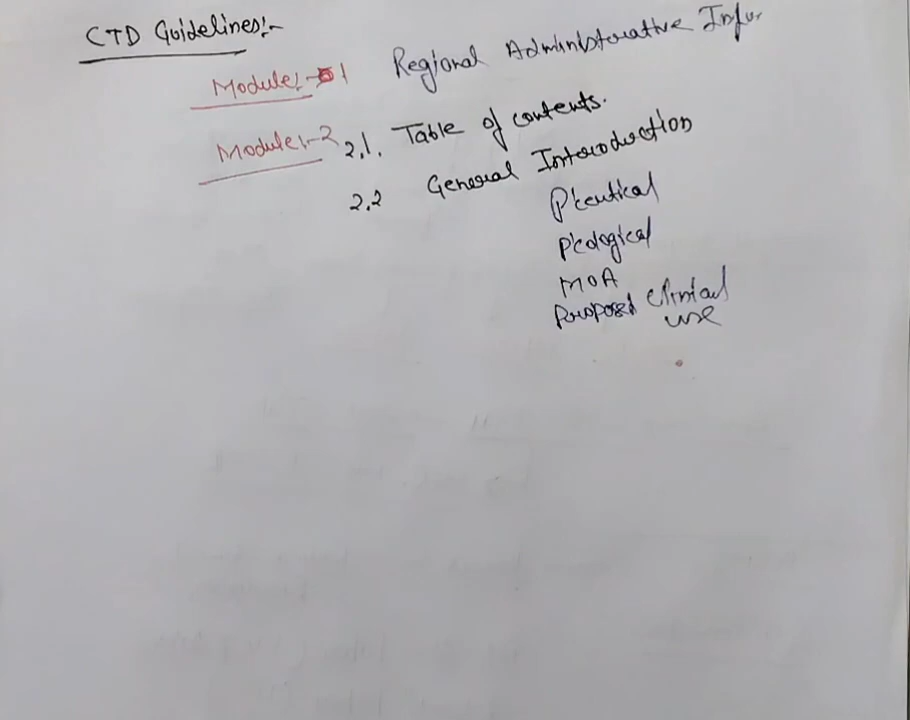 CTD Guidelines:-
Module:- 1 Regional Administrative Infor
Module:-2 2.1. Table of contents.
2.2 General Introduction
P'ceutical
P'cological
MOA
Proposed clinical
use